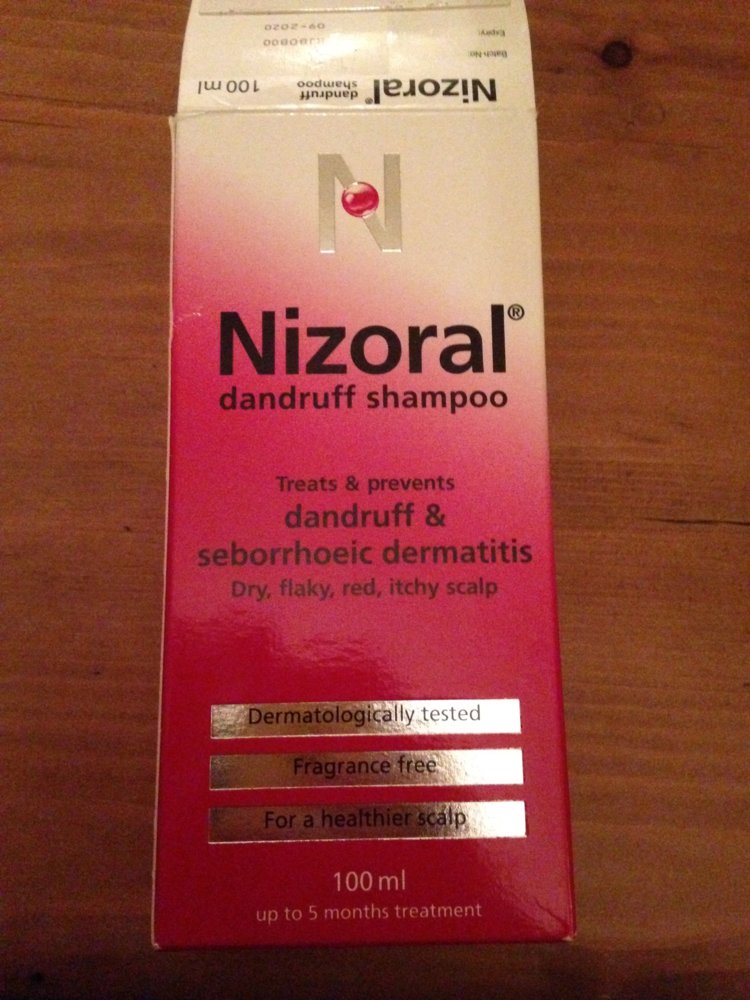 Batch No:
Expiry:
09-2020
Nizoral®
dandruff
shampoo
100 ml
N
Nizoral®
dandruff shampoo
Treats & prevents
dandruff &
seborrhoeic dermatitis
Dry, flaky, red, itchy scalp
Dermatologically tested
Fragrance free
For a healthier scalp
100 ml
up to 5 months treatment